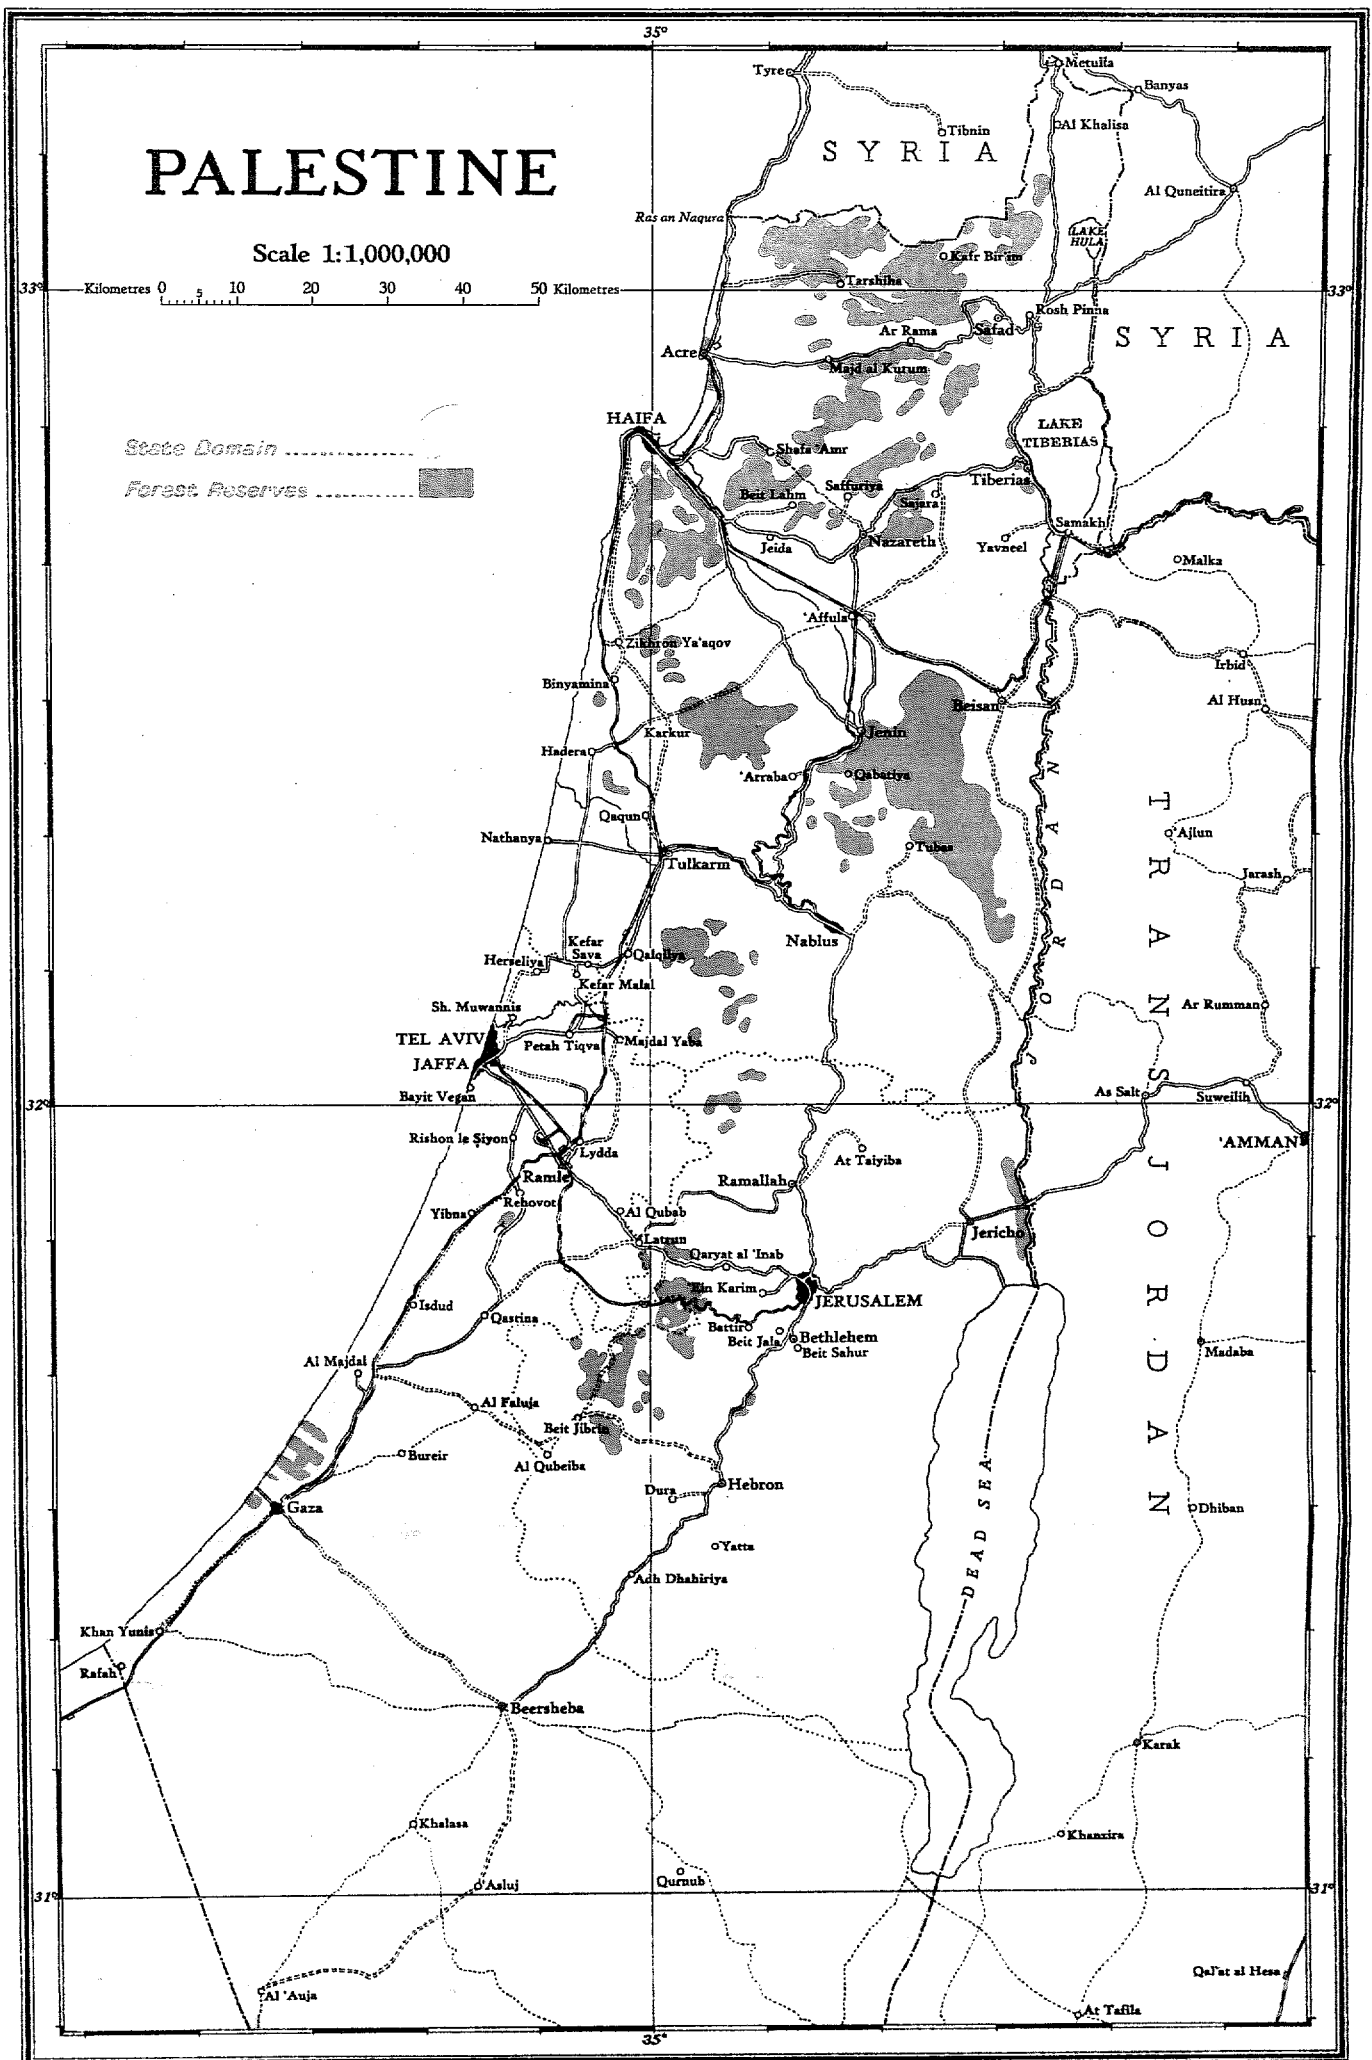 35°
PALESTINE
Scale 1:1,000,000
Kilometres 0 5 10 20 30 40 50 Kilometres
State Domain
Forest Reserves
Tyre
Metulla
Banyas
Tibnin
Al Khalisa
SYRIA
Al Quneitira
Ras an Naqura
LAKE
HULA
Kafr Bir'im
33°
Tarshiha
33°
Rosh Pinna
Safad
Ar Rama
SYRIA
Acre
Majd al Kurum
HAIFA
LAKE
TIBERIAS
Shafa 'Amr
Tiberias
Saffuriya
Beit Lahm
Sajara
Samakh
Nazareth
Jeida
Yavneel
Malka
'Affula
Zikhron Ya'aqov
Irbid
Binyamina
Beisan
Al Husn
Karkur
Jenin
Hadera
'Arraba
Qabatiya
Qaqun
Nathanya
'Ajlun
Tubas
Tulkarm
Jarash
JORDAN
TRANSJORDAN
Nablus
Kefar
Sava
Qalqilya
Herseliya
Kefar Malal
Sh. Muwannis
Ar Rumman
TEL AVIV
Petah Tiqva
Majdal Yaba
JAFFA
Bayit Vegan
As Salt
Suweilih
32°
32°
Rishon le Siyon
'AMMAN
Lydda
At Taiyiba
Ramle
Ramallah
Rehovot
Yibna
Al Qubab
Jericho
Latrun
Qaryat al 'Inab
'Ein Karim
JERUSALEM
Isdud
Qastina
Battir
Beit Jala
Bethlehem
Beit Sahur
Madaba
Al Majdal
Al Faluja
Beit Jibrin
Bureir
Al Qubeiba
Hebron
Dura
Gaza
DEAD SEA
Dhiban
Yatta
Adh Dhahiriya
Khan Yunis
Rafah
Beersheba
Karak
Khalasa
Khanzira
Qurnub
'Asluj
31°
31°
Qal'at al Hesa
Al 'Auja
At Tafila
35°